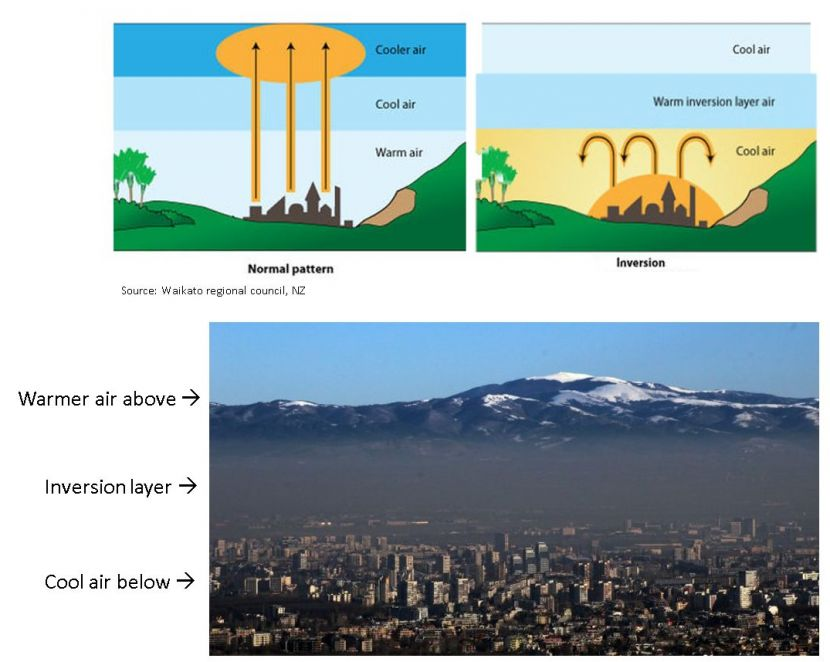 Cooler air
Cool air
Warm air
Normal pattern
Cool air
Warm inversion layer air
Cool air
Inversion
Source: Waikato regional council, NZ
Warmer air above →
Inversion layer →
Cool air below →